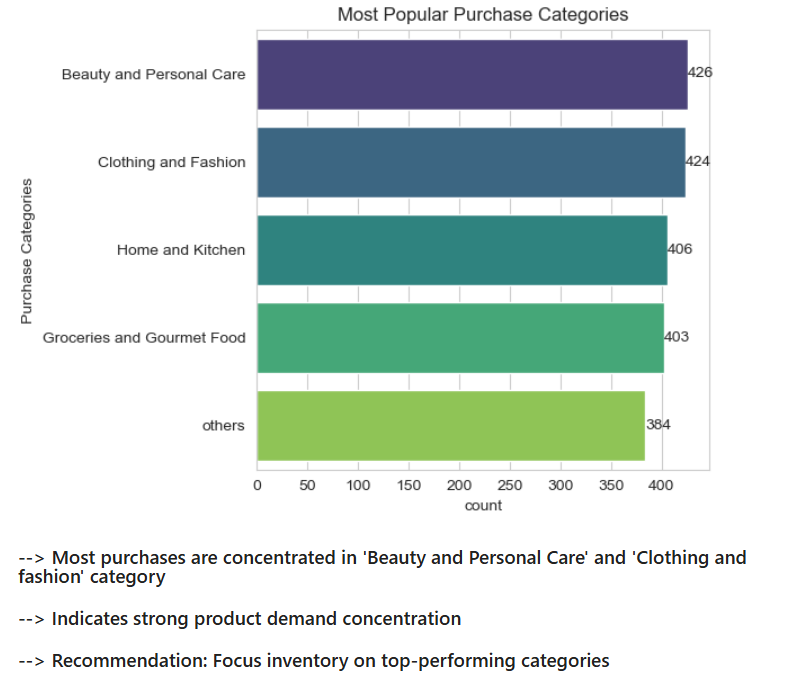 Most Popular Purchase Categories
Purchase Categories
Beauty and Personal Care
426
Clothing and Fashion
424
Home and Kitchen
406
Groceries and Gourmet Food
403
others
384
0 50 100 150 200 250 300 350 400
count
--> Most purchases are concentrated in 'Beauty and Personal Care' and 'Clothing and
fashion' category
--> Indicates strong product demand concentration
--> Recommendation: Focus inventory on top-performing categories